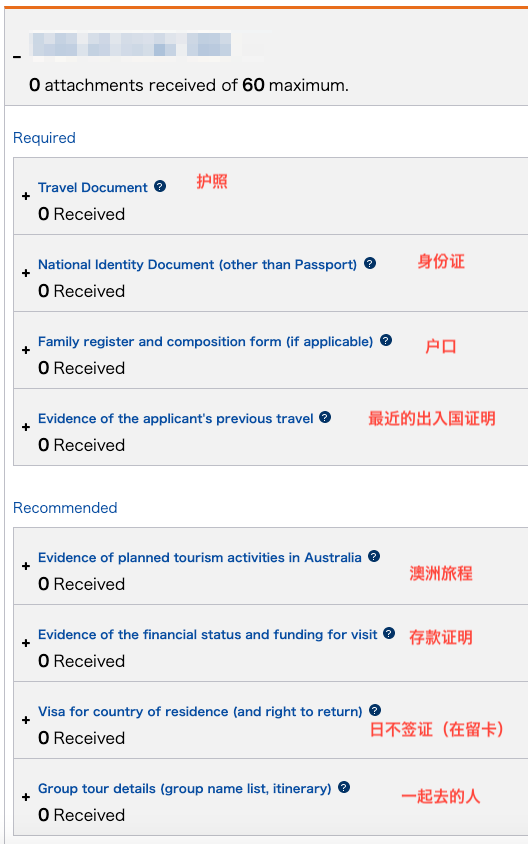 0 attachments received of 60 maximum.
Required
Travel Document ? 护照
0 Received
National Identity Document (other than Passport) ? 身份证
0 Received
Family register and composition form (if applicable) ? 户口
0 Received
Evidence of the applicant's previous travel ? 最近的出入国证明
0 Received
Recommended
Evidence of planned tourism activities in Australia ? 澳洲旅程
0 Received
Evidence of the financial status and funding for visit ? 存款证明
0 Received
Visa for country of residence (and right to return) ? 日不签证（在留卡）
0 Received
Group tour details (group name list, itinerary) ? 一起去的人
0 Received